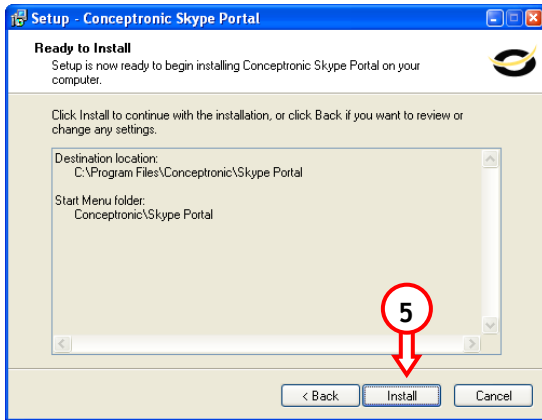 Setup - Conceptronic Skype Portal
Ready to Install
Setup is now ready to begin installing Conceptronic Skype Portal on your
computer.
Click Install to continue with the installation, or click Back if you want to review or
change any settings.
Destination location:
C:\Program Files\Conceptronic\Skype Portal
Start Menu folder:
Conceptronic\Skype Portal
5
< Back
Install
Cancel